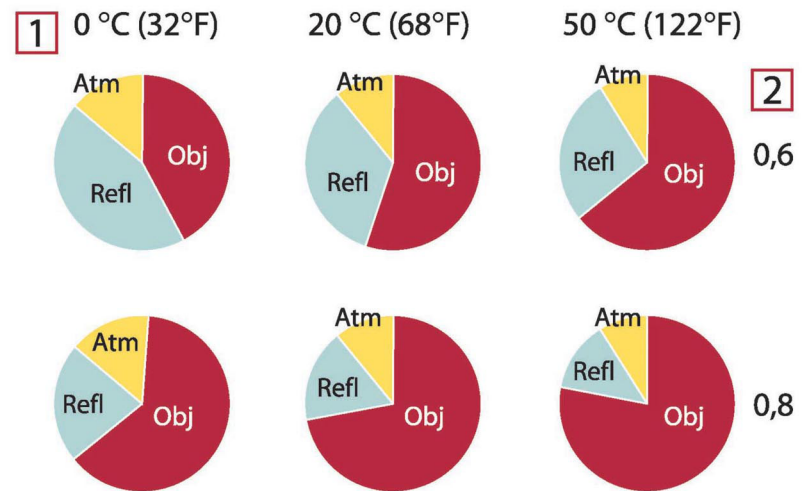 1 0 °C (32°F) 20 °C (68°F) 50 °C (122°F)
2
Atm Obj Refl
Atm Obj Refl
Atm Obj Refl
0,6
Atm Refl Obj
Atm Refl Obj
Atm Refl Obj
0,8